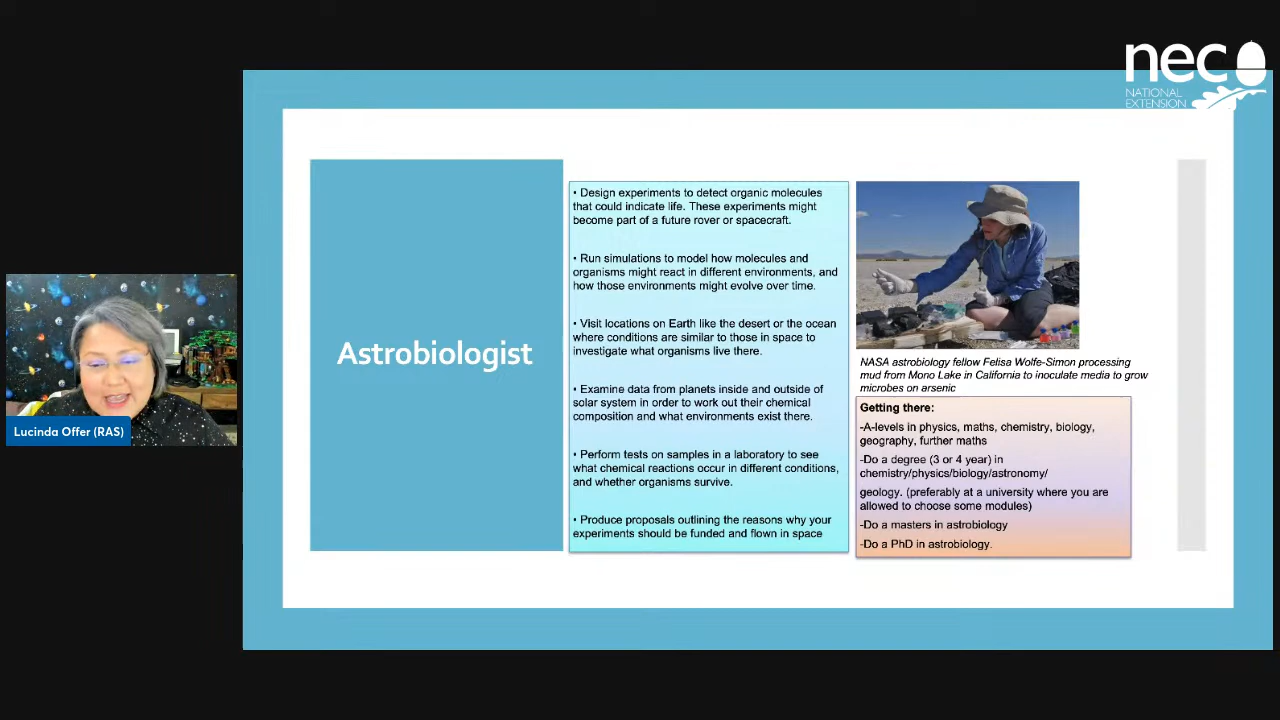 nec
NATIONAL
EXTENSION
Astrobiologist
• Design experiments to detect organic molecules
that could indicate life. These experiments might
become part of a future rover or spacecraft.
• Run simulations to model how molecules and
organisms might react in different environments, and
how those environments might evolve over time.
• Visit locations on Earth like the desert or the ocean
where conditions are similar to those in space to
investigate what organisms live there.
• Examine data from planets inside and outside of
solar system in order to work out their chemical
composition and what environments exist there.
• Perform tests on samples in a laboratory to see
what chemical reactions occur in different conditions,
and whether organisms survive.
• Produce proposals outlining the reasons why your
experiments should be funded and flown in space
NASA astrobiology fellow Felisa Wolfe-Simon processing
mud from Mono Lake in California to inoculate media to grow
microbes on arsenic
Getting there:
-A-levels in physics, maths, chemistry, biology,
geography, further maths
-Do a degree (3 or 4 year) in
chemistry/physics/biology/astronomy/
geology. (preferably at a university where you are
allowed to choose some modules)
-Do a masters in astrobiology
-Do a PhD in astrobiology.
Lucinda Offer (RAS)